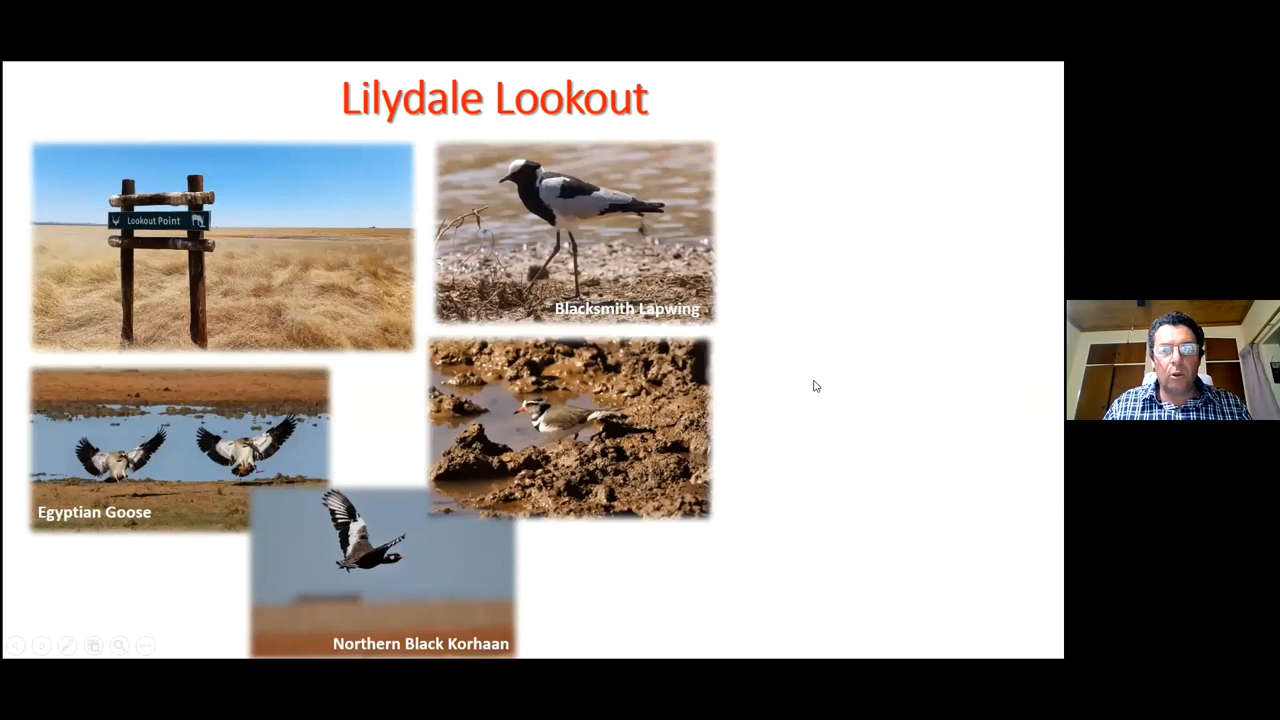 Lilydale Lookout
Lookout Point
Blacksmith Lapwing
Egyptian Goose
Northern Black Korhaan